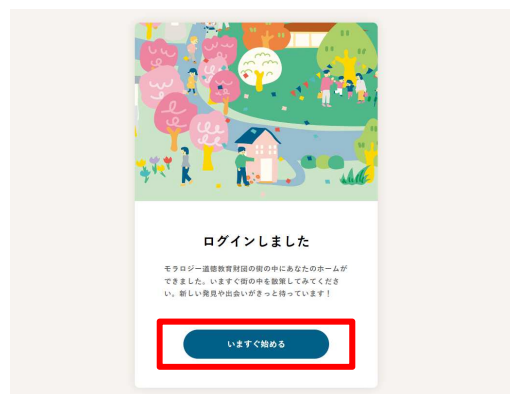 ログインしました
モラロジー道徳教育財団の街の中にあなたのホームが
できました。いますぐ街の中を散策してみてくださ
い。新しい発見や出会いがきっと待っています！
いますぐ始める